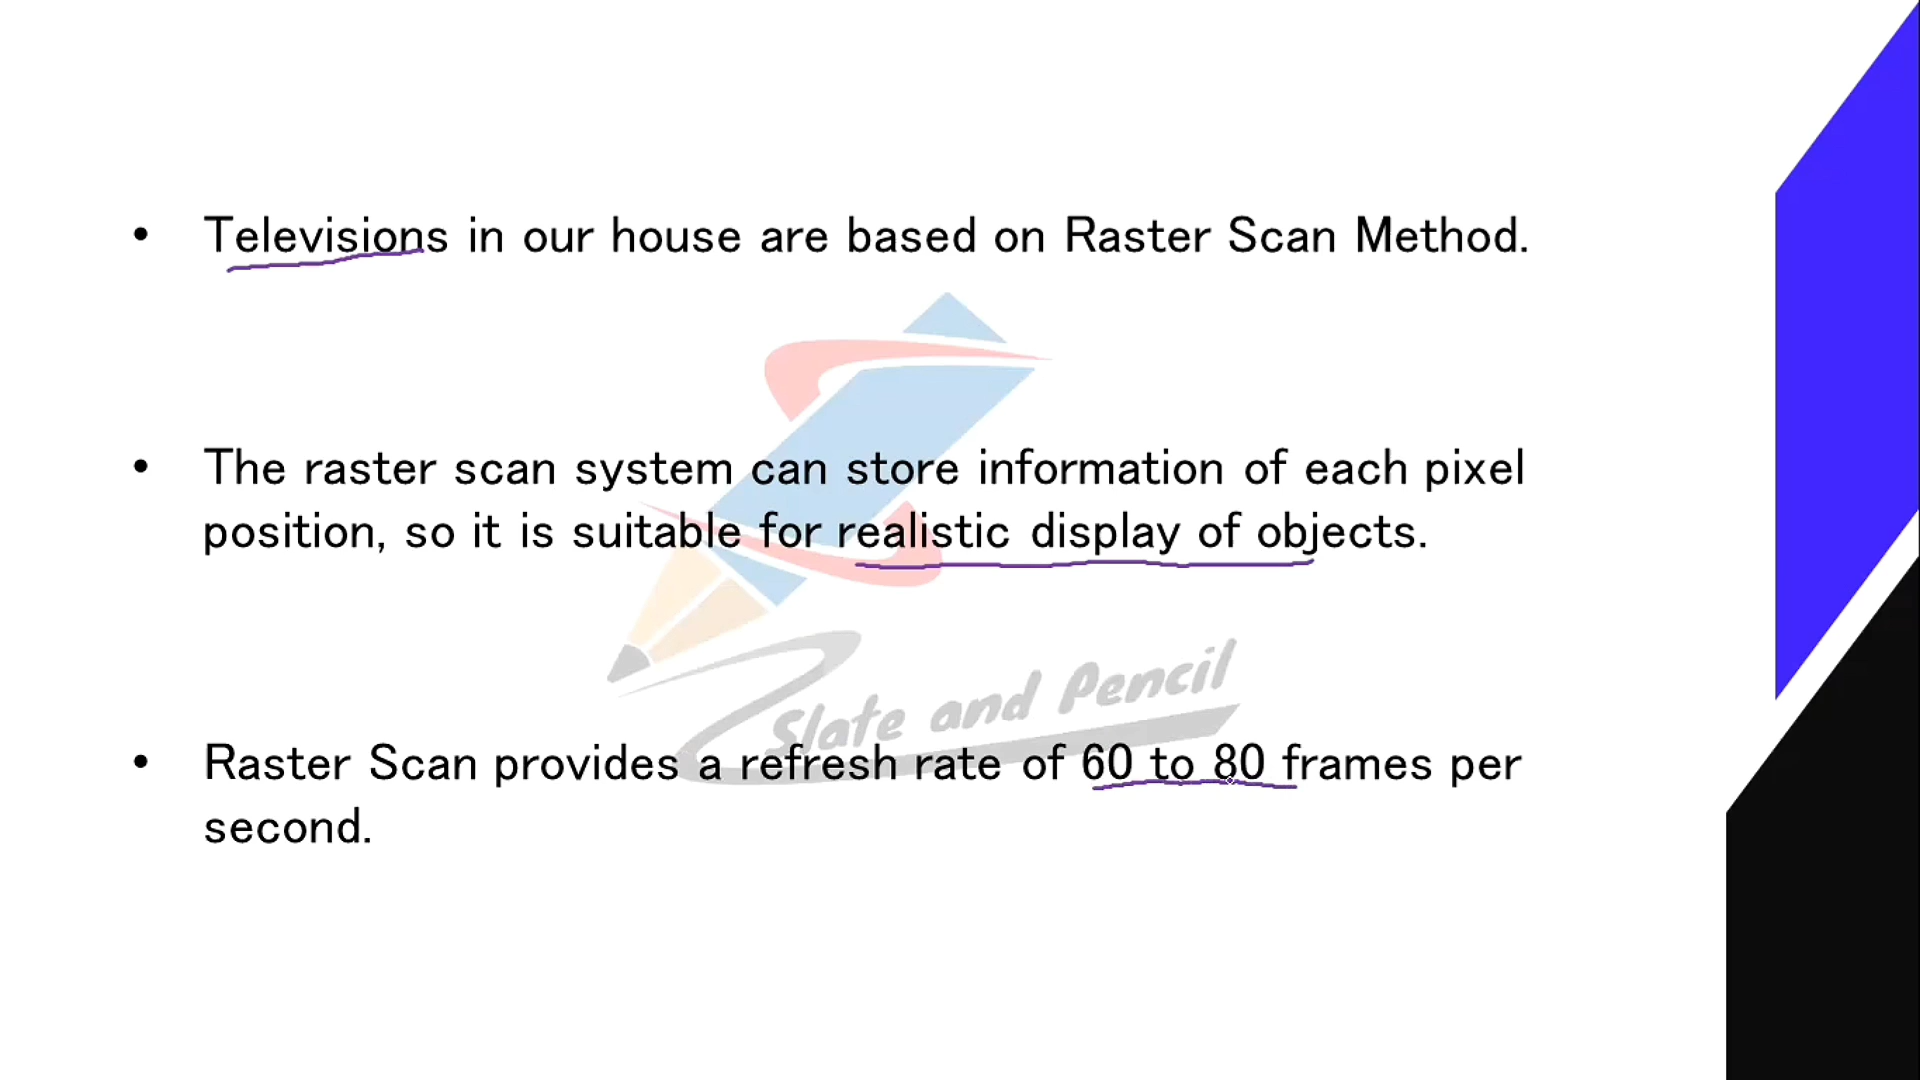 • Televisions in our house are based on Raster Scan Method.
• The raster scan system can store information of each pixel
position, so it is suitable for realistic display of objects.
Slate and Pencil
• Raster Scan provides a refresh rate of 60 to 80 frames per
second.